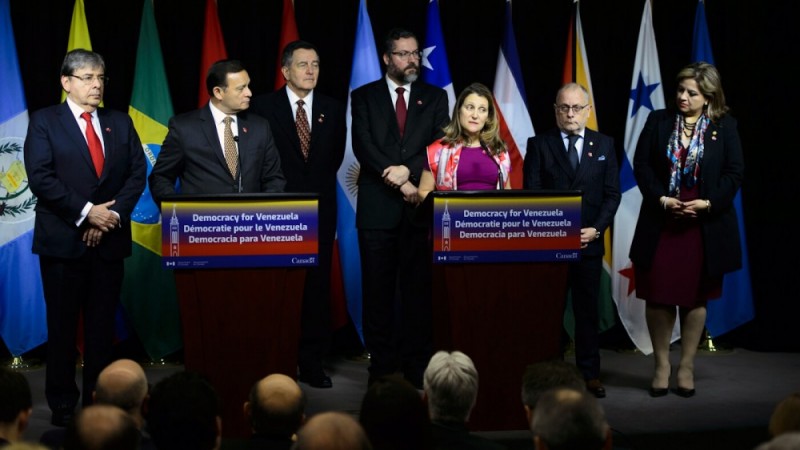 Democracy for Venezuela
Démocratie pour le Venezuela
Democracia para Venezuela
Canada
Democracy for Venezuela
Démocratie pour le Venezuela
Democracia para Venezuela
Canada